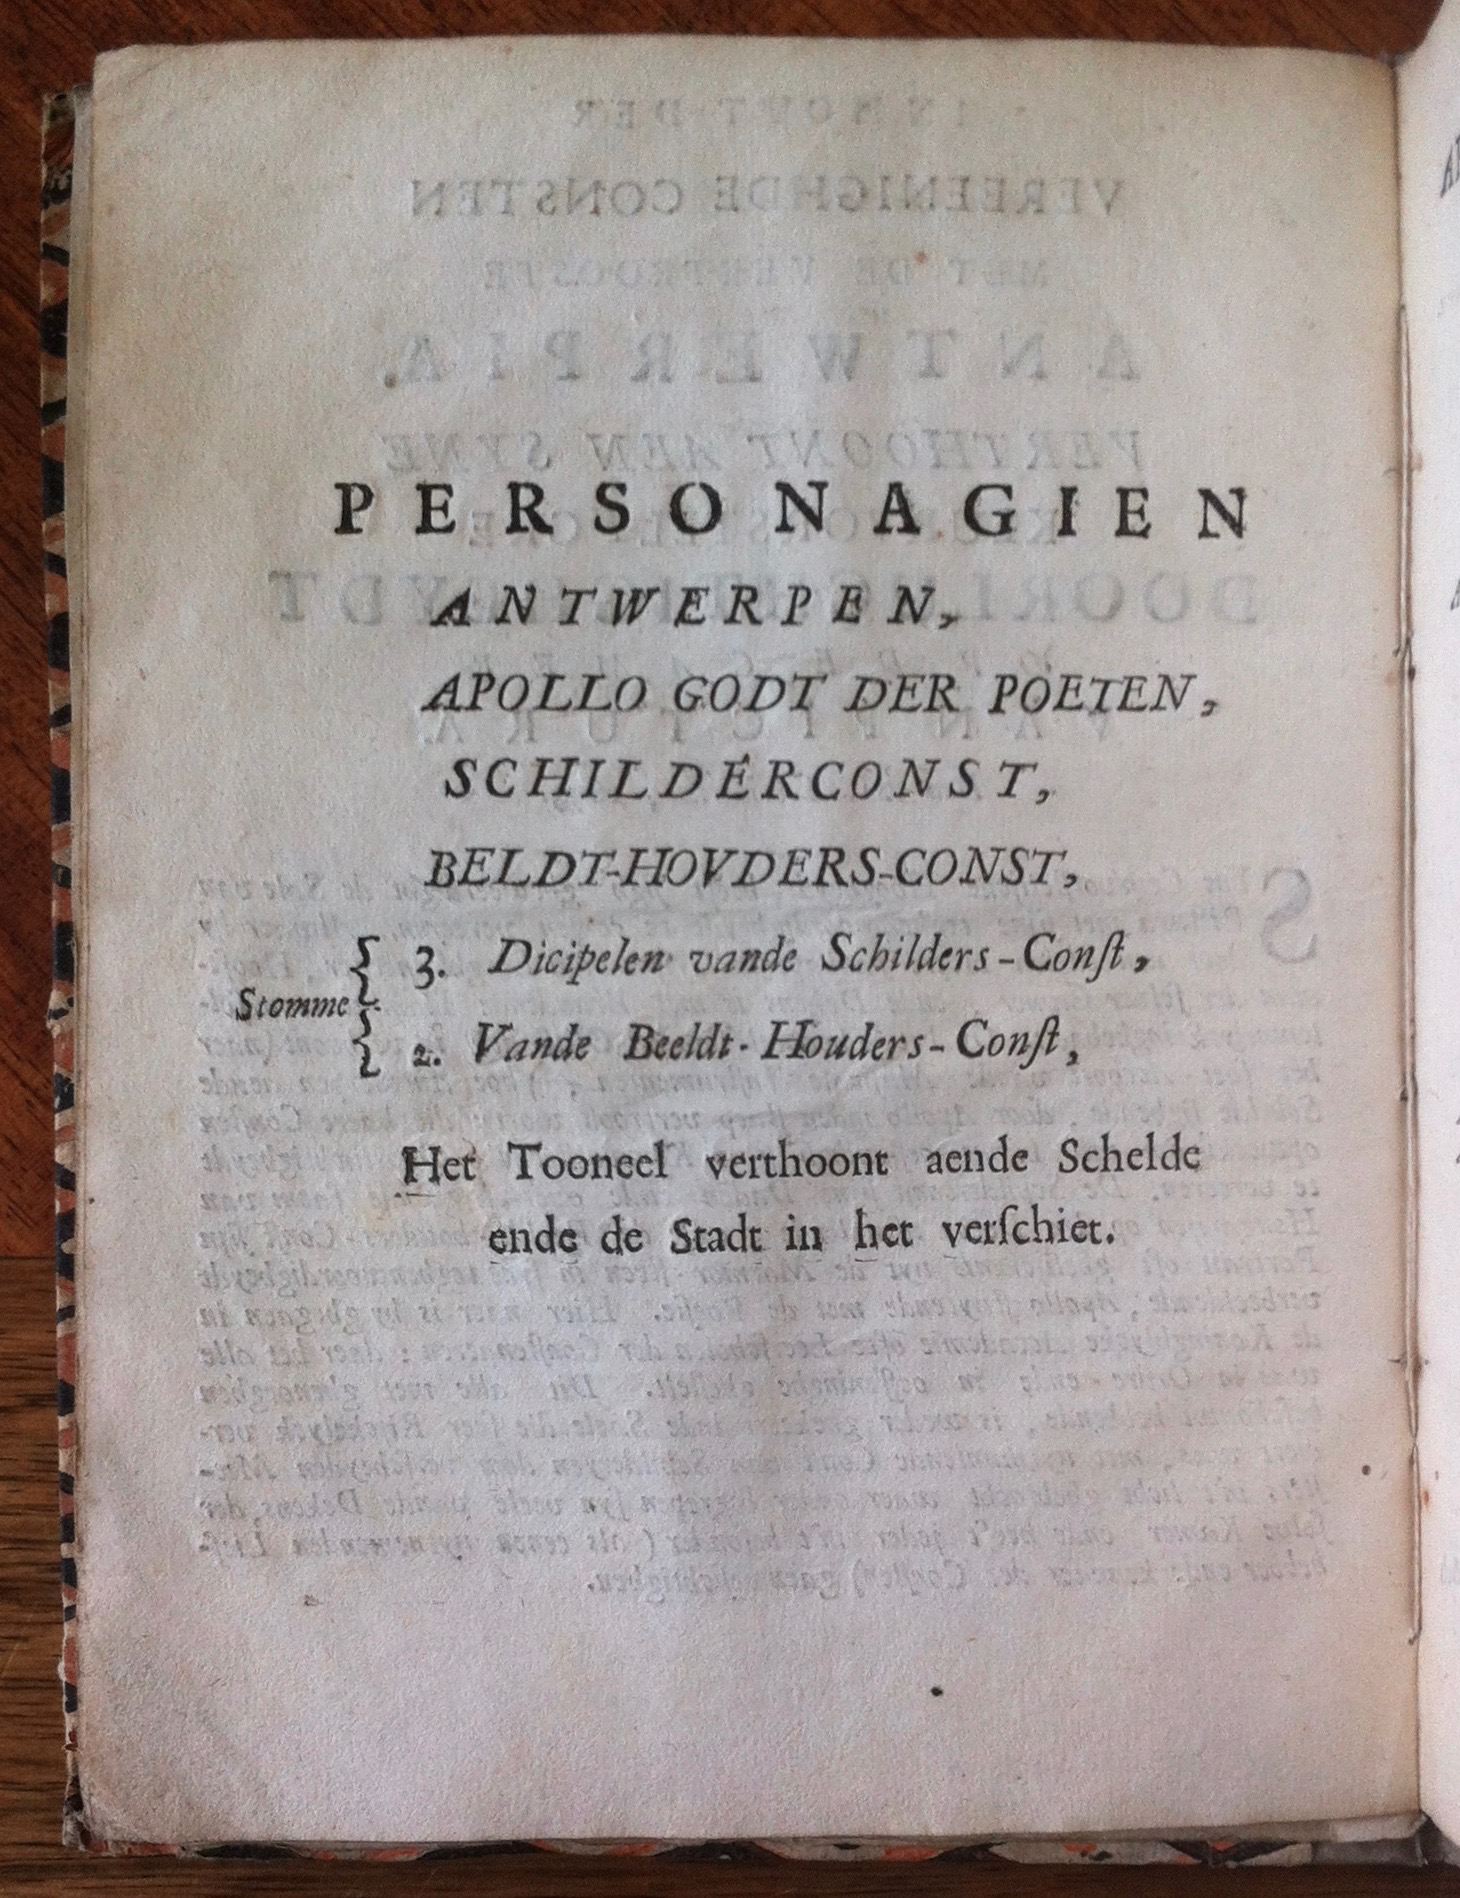 PERSONAGIEN
ANTWERPEN,
APOLLO GODT DER POETEN,
SCHILDERCONST,
BELDT-HOVDERS-CONST,
Stomme
3. Dicipelen vande Schilders-Conſt,
2. Vande Beeldt-Houders-Conſt,
Het Tooneel verthoont aende Schelde
ende de Stadt in het verſchiet.